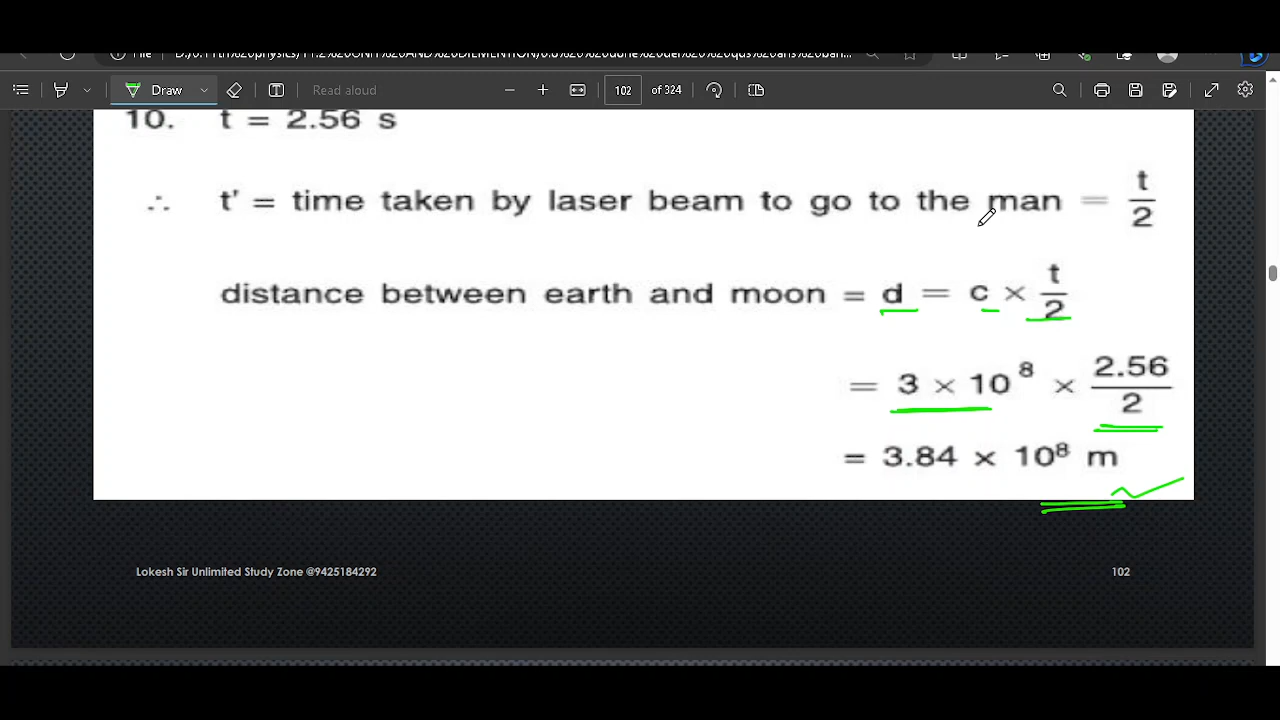 Draw
Read aloud
102 of 324
10. t = 2.56 s
∴ t' = time taken by laser beam to go to the man = t/2
distance between earth and moon = d = c × t/2
= 3 × 10⁸ × 2.56/2
= 3.84 × 10⁸ m
Lokesh Sir Unlimited Study Zone @9425184292
102